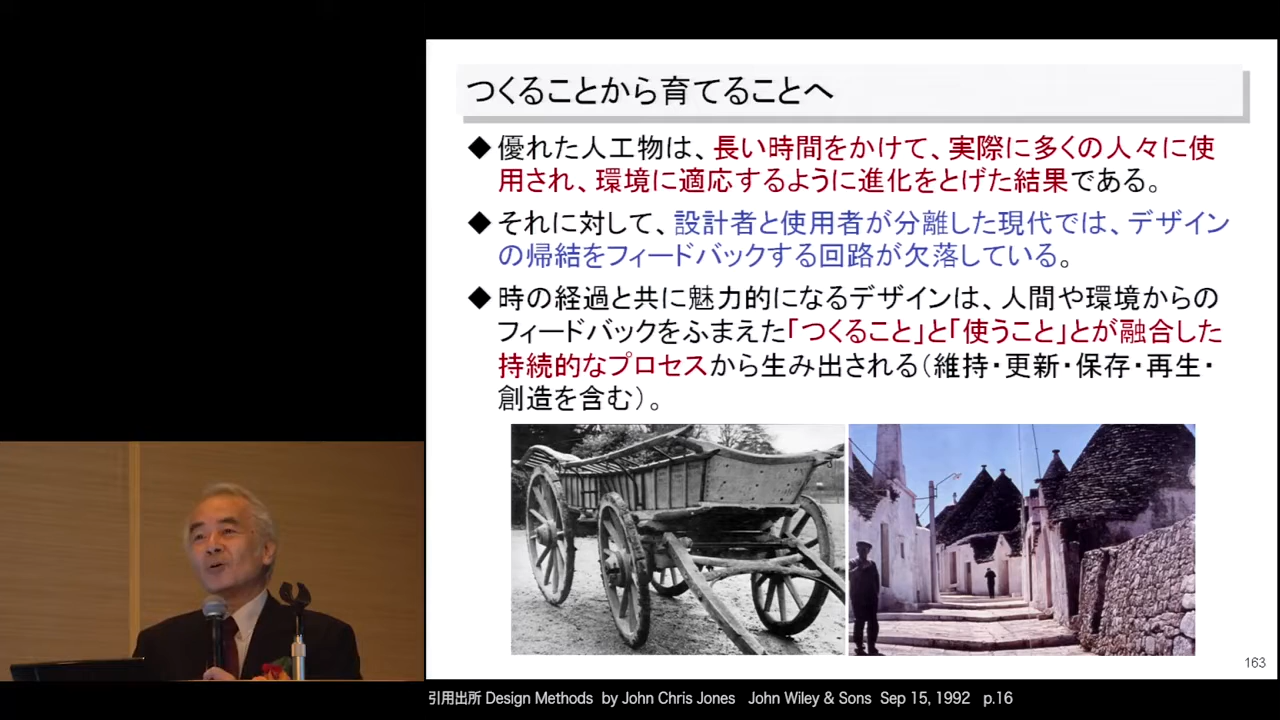 つくることから育てることへ
◆優れた人工物は、長い時間をかけて、実際に多くの人々に使
用され、環境に適応するように進化をとげた結果である。
◆それに対して、設計者と使用者が分離した現代では、デザイン
の帰結をフィードバックする回路が欠落している。
◆時の経過と共に魅力的になるデザインは、人間や環境からの
フィードバックをふまえた「つくること」と「使うこと」とが融合した
持続的なプロセスから生み出される（維持・更新・保存・再生・
創造を含む）。
163
引用出所 Design Methods by John Chris Jones John Wiley & Sons Sep 15, 1992 p.16